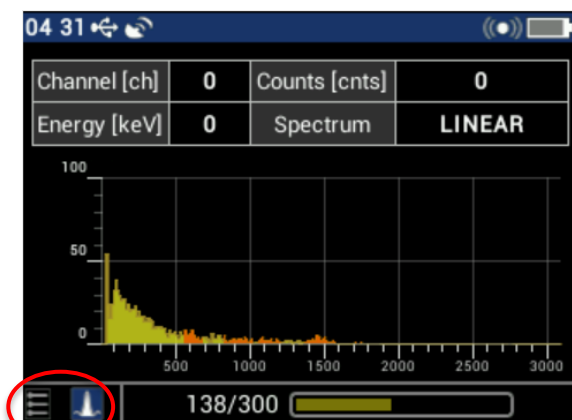 04 31
Channel [ch] 0 Counts [cnts] 0
Energy [keV] 0 Spectrum LINEAR
100
50
0
500 1000 1500 2000 2500 3000
138/300